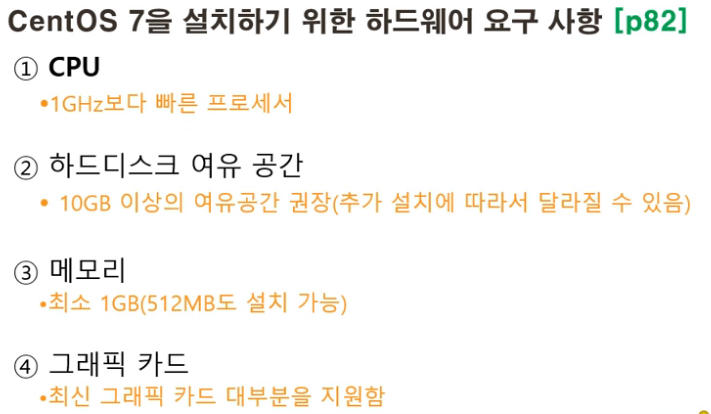 CentOS 7을 설치하기 위한 하드웨어 요구 사항 [p82]
① CPU
•1GHz보다 빠른 프로세서
② 하드디스크 여유 공간
• 10GB 이상의 여유공간 권장(추가 설치에 따라서 달라질 수 있음)
③ 메모리
•최소 1GB(512MB도 설치 가능)
④ 그래픽 카드
•최신 그래픽 카드 대부분을 지원함